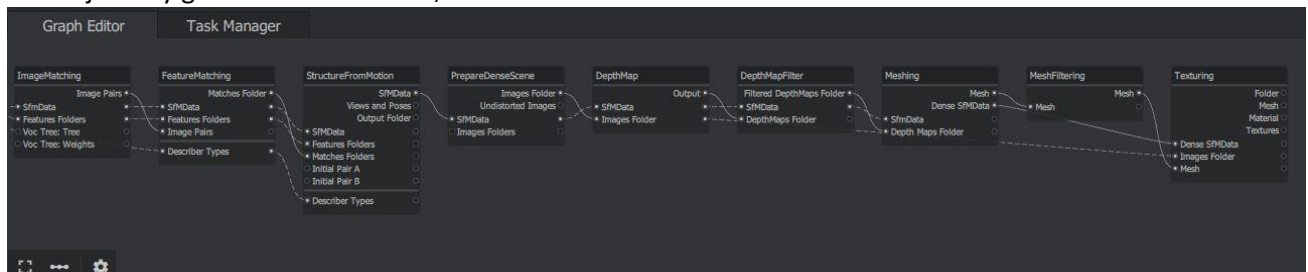 Graph Editor
Task Manager
ImageMatching
Image Pairs
SfmData
Features Folders
Voc Tree: Tree
Voc Tree: Weights
FeatureMatching
Matches Folder
SfMData
Features Folders
Image Pairs
Describer Types
StructureFromMotion
SfMData
Views and Poses
Output Folder
SfMData
Features Folders
Matches Folders
Initial Pair A
Initial Pair B
Describer Types
PrepareDenseScene
Images Folder
Undistorted Images
SfMData
Images Folders
DepthMap
Output
SfMData
Images Folder
DepthMapFilter
Filtered DepthMaps Folder
SfMData
DepthMaps Folder
Meshing
Mesh
Dense SfMData
SfmData
Depth Maps Folder
MeshFiltering
Mesh
Mesh
Texturing
Folder
Mesh
Material
Textures
Dense SfMData
Images Folder
Mesh